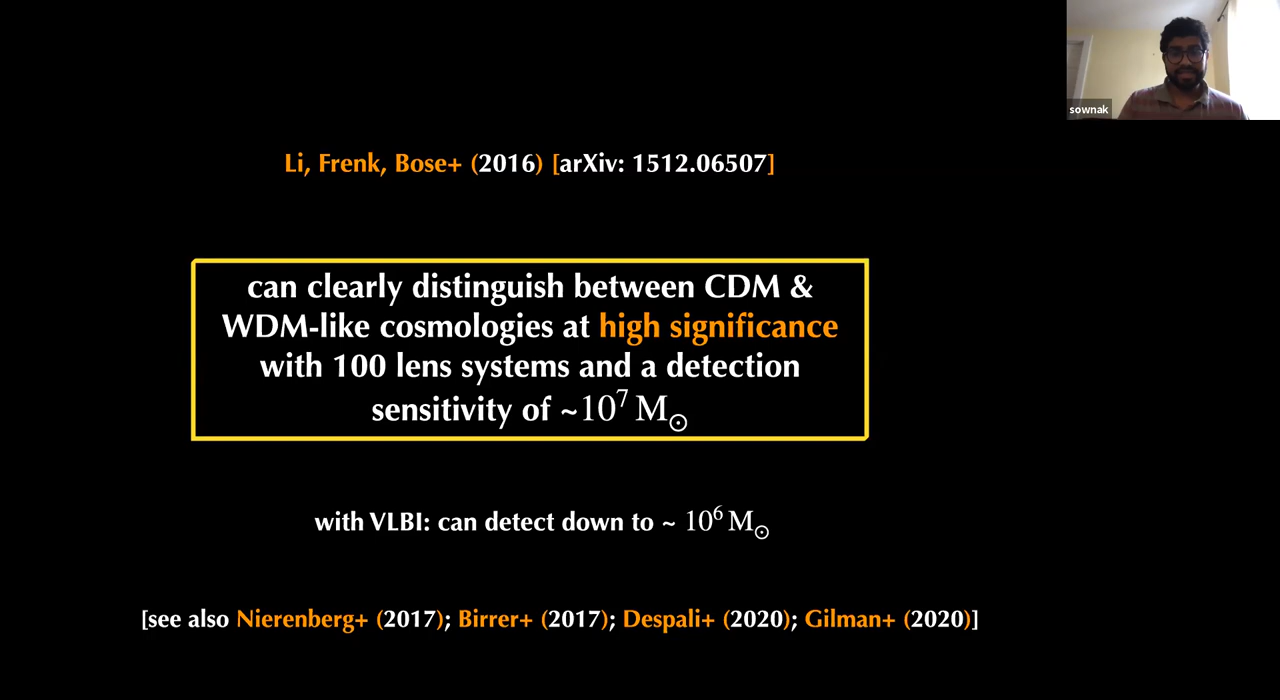 sownak
Li, Frenk, Bose+ (2016) [arXiv: 1512.06507]
can clearly distinguish between CDM &
WDM-like cosmologies at high significance
with 100 lens systems and a detection
sensitivity of ~10⁷ M☉
with VLBI: can detect down to ~ 10⁶ M☉
[see also Nierenberg+ (2017); Birrer+ (2017); Despali+ (2020); Gilman+ (2020)]